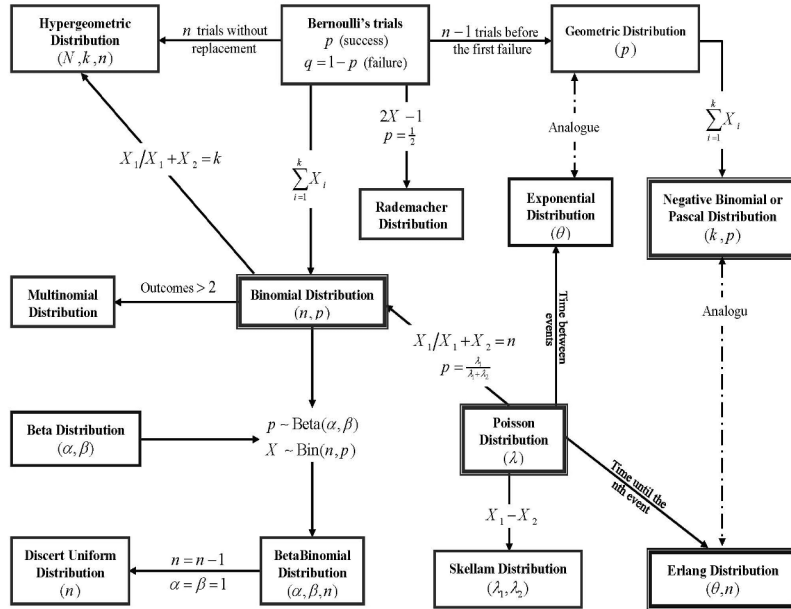 Hypergeometric
Distribution
(N,k,n)
n trials without
replacement
Bernoulli's trials
p (success)
q=1−p (failure)
n−1 trials before
the first failure
Geometric Distribution
(p)
X₁/X₁+X₂=k
k
∑Xᵢ
i=1
2X−1
p=½
Rademacher
Distribution
Analogue
k
∑Xᵢ
i=1
Exponential
Distribution
(θ)
Negative Binomial or
Pascal Distribution
(k,p)
Multinomial
Distribution
Outcomes>2
Binomial Distribution
(n,p)
X₁/X₁+X₂=n
p=λ₁/(λ₁+λ₂)
Time between
events
Analogu
Beta Distribution
(α,β)
p~Beta(α,β)
X~Bin(n,p)
Poisson
Distribution
(λ)
Time until the
nth event
X₁−X₂
Discert Uniform
Distribution
(n)
n=n−1
α=β=1
BetaBinomial
Distribution
(α,β,n)
Skellam Distribution
(λ₁,λ₂)
Erlang Distribution
(θ,n)